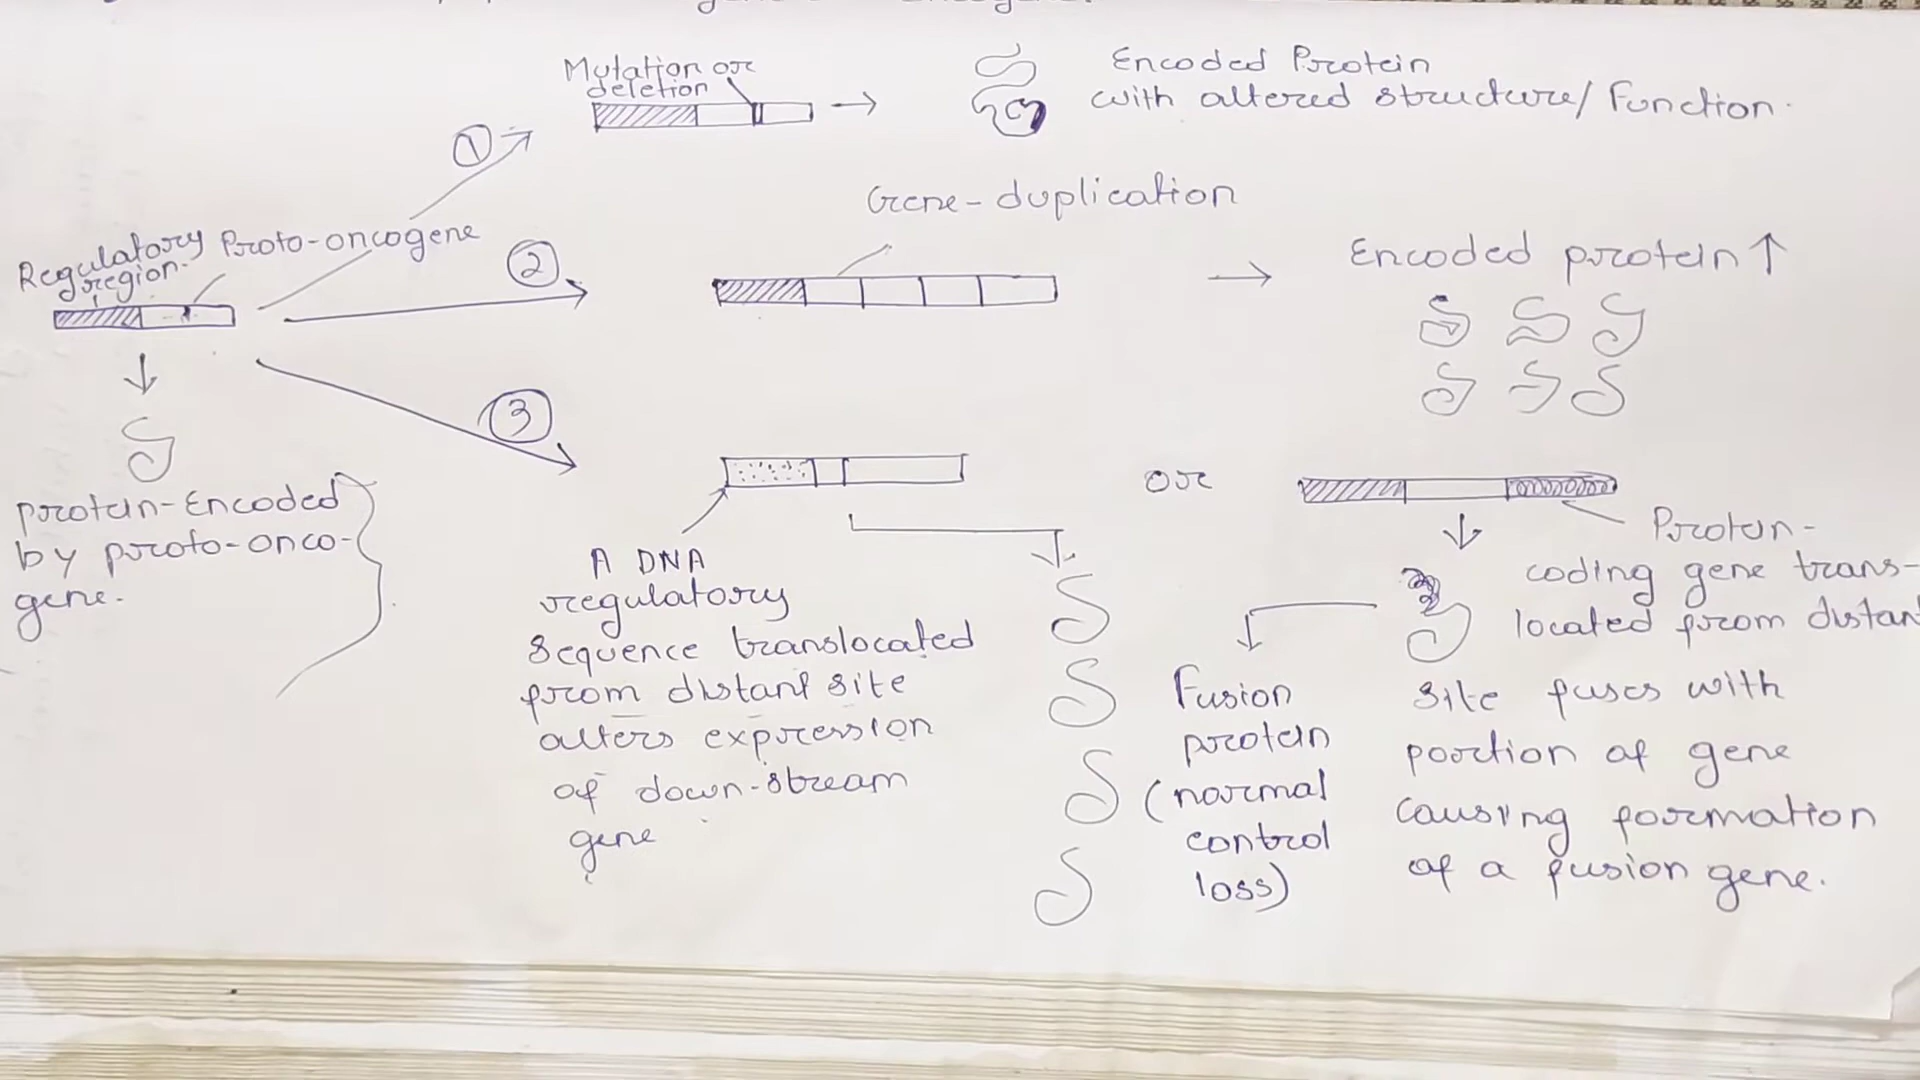 Mutation or
deletion
Encoded Protein
with altered structure/ Function.
①
Gene-duplication
Regulatory
region.
Proto-oncogene
②
Encoded protein ↑
③
Protein-Encoded
by proto-onco-
gene.
or
A DNA
regulatory
sequence translocated
from distant site
alters expression
of down-stream
gene
Fusion
protein
(normal
control
loss)
Protein-
coding gene trans-
located from distan
site fuses with
portion of gene
causing formation
of a fusion gene.